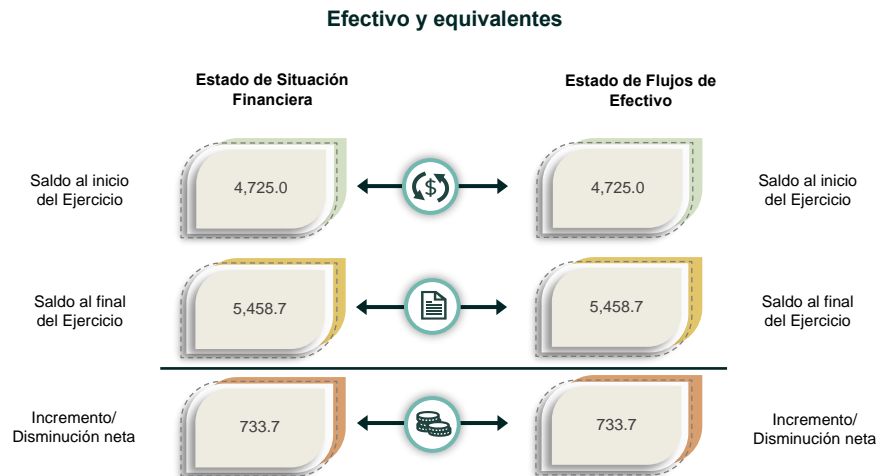 Efectivo y equivalentes
Estado de Situación
Financiera
Estado de Flujos de
Efectivo
Saldo al inicio
del Ejercicio
4,725.0
$
4,725.0
Saldo al inicio
del Ejercicio
Saldo al final
del Ejercicio
5,458.7
5,458.7
Saldo al final
del Ejercicio
Incremento/
Disminución neta
733.7
733.7
Incremento/
Disminución neta